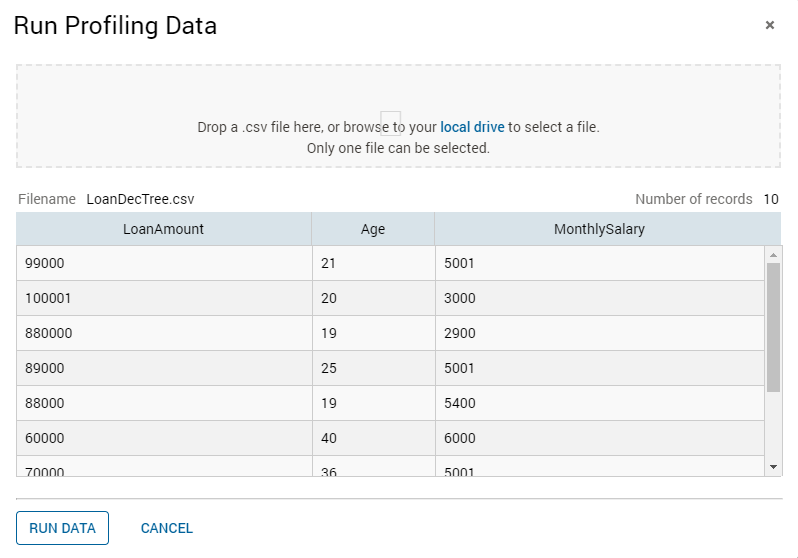 Run Profiling Data ×
Drop a .csv file here, or browse to your local drive to select a file.
Only one file can be selected.
Filename LoanDecTree.csv Number of records 10
LoanAmount Age MonthlySalary
99000 21 5001
100001 20 3000
880000 19 2900
89000 25 5001
88000 19 5400
60000 40 6000
70000 36 5001
RUN DATA CANCEL